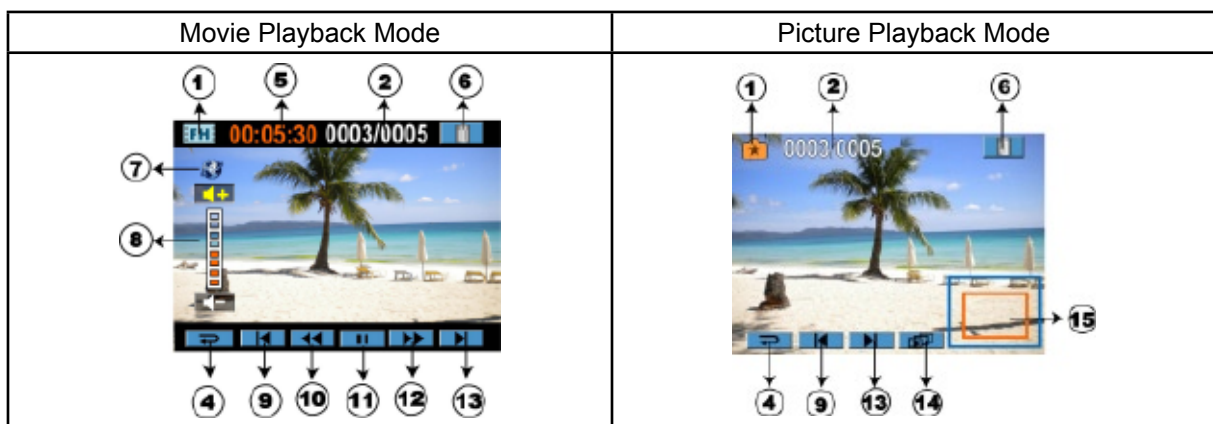 Movie Playback Mode
Picture Playback Mode
1 5 2 6
FH 00:05:30 0003/0005
7
8
4 9 10 11 12 13
1 2 6
0003/0005
15
4 9 13 14